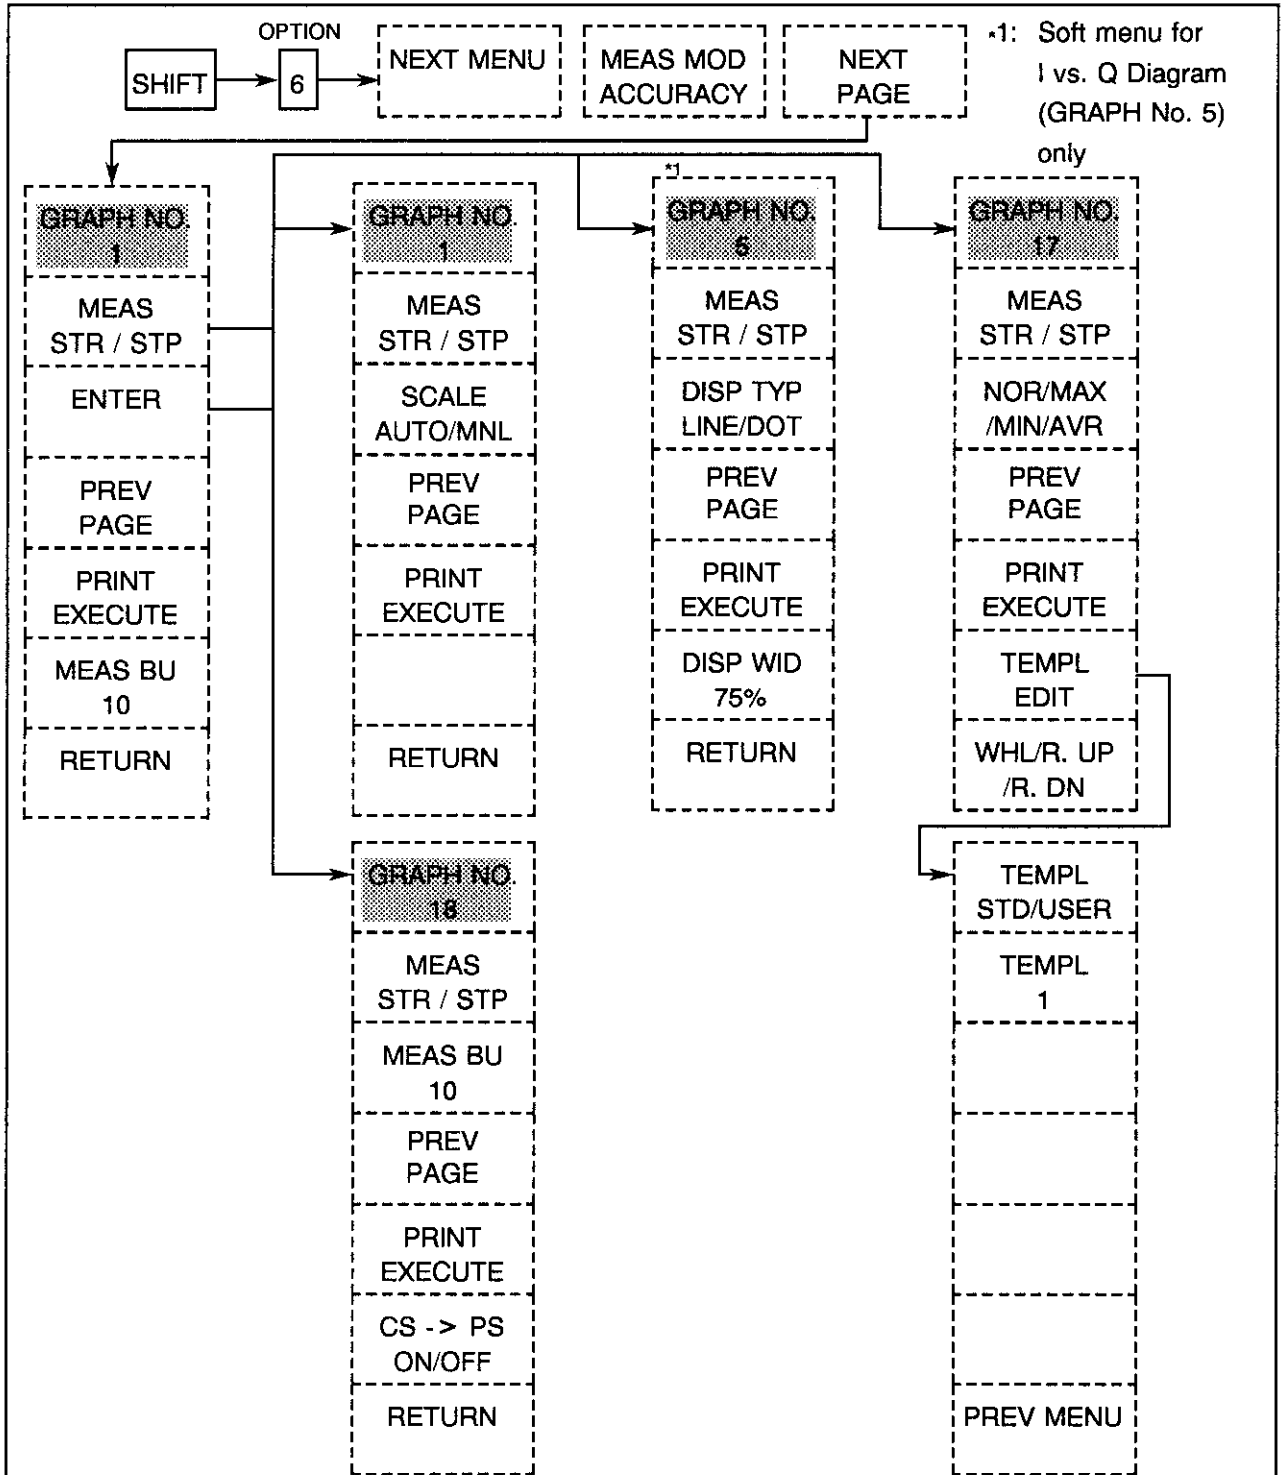 OPTION
SHIFT
6
NEXT MENU
MEAS MOD
ACCURACY
NEXT
PAGE
*1: Soft menu for
I vs. Q Diagram
(GRAPH No. 5)
only
GRAPH NO.
1
MEAS
STR / STP
ENTER
PREV
PAGE
PRINT
EXECUTE
MEAS BU
10
RETURN
GRAPH NO.
1
MEAS
STR / STP
SCALE
AUTO/MNL
PREV
PAGE
PRINT
EXECUTE
RETURN
*1
GRAPH NO.
5
MEAS
STR / STP
DISP TYP
LINE/DOT
PREV
PAGE
PRINT
EXECUTE
DISP WID
75%
RETURN
GRAPH NO.
17
MEAS
STR / STP
NOR/MAX
/MIN/AVR
PREV
PAGE
PRINT
EXECUTE
TEMPL
EDIT
WHL/R. UP
/R. DN
GRAPH NO.
18
MEAS
STR / STP
MEAS BU
10
PREV
PAGE
PRINT
EXECUTE
CS -> PS
ON/OFF
RETURN
TEMPL
STD/USER
TEMPL
1
PREV MENU